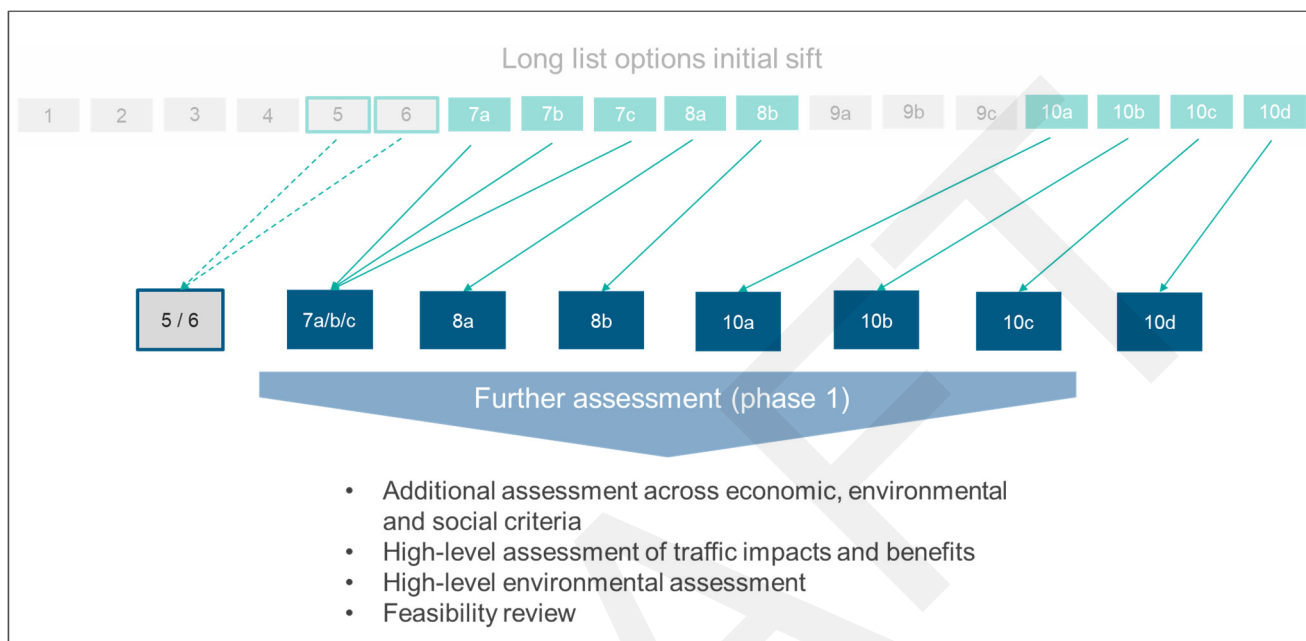 Long list options initial sift
1 2 3 4 5 6 7a 7b 7c 8a 8b 9a 9b 9c 10a 10b 10c 10d
5 / 6 7a/b/c 8a 8b 10a 10b 10c 10d
Further assessment (phase 1)
• Additional assessment across economic, environmental
and social criteria
• High-level assessment of traffic impacts and benefits
• High-level environmental assessment
• Feasibility review
AFT